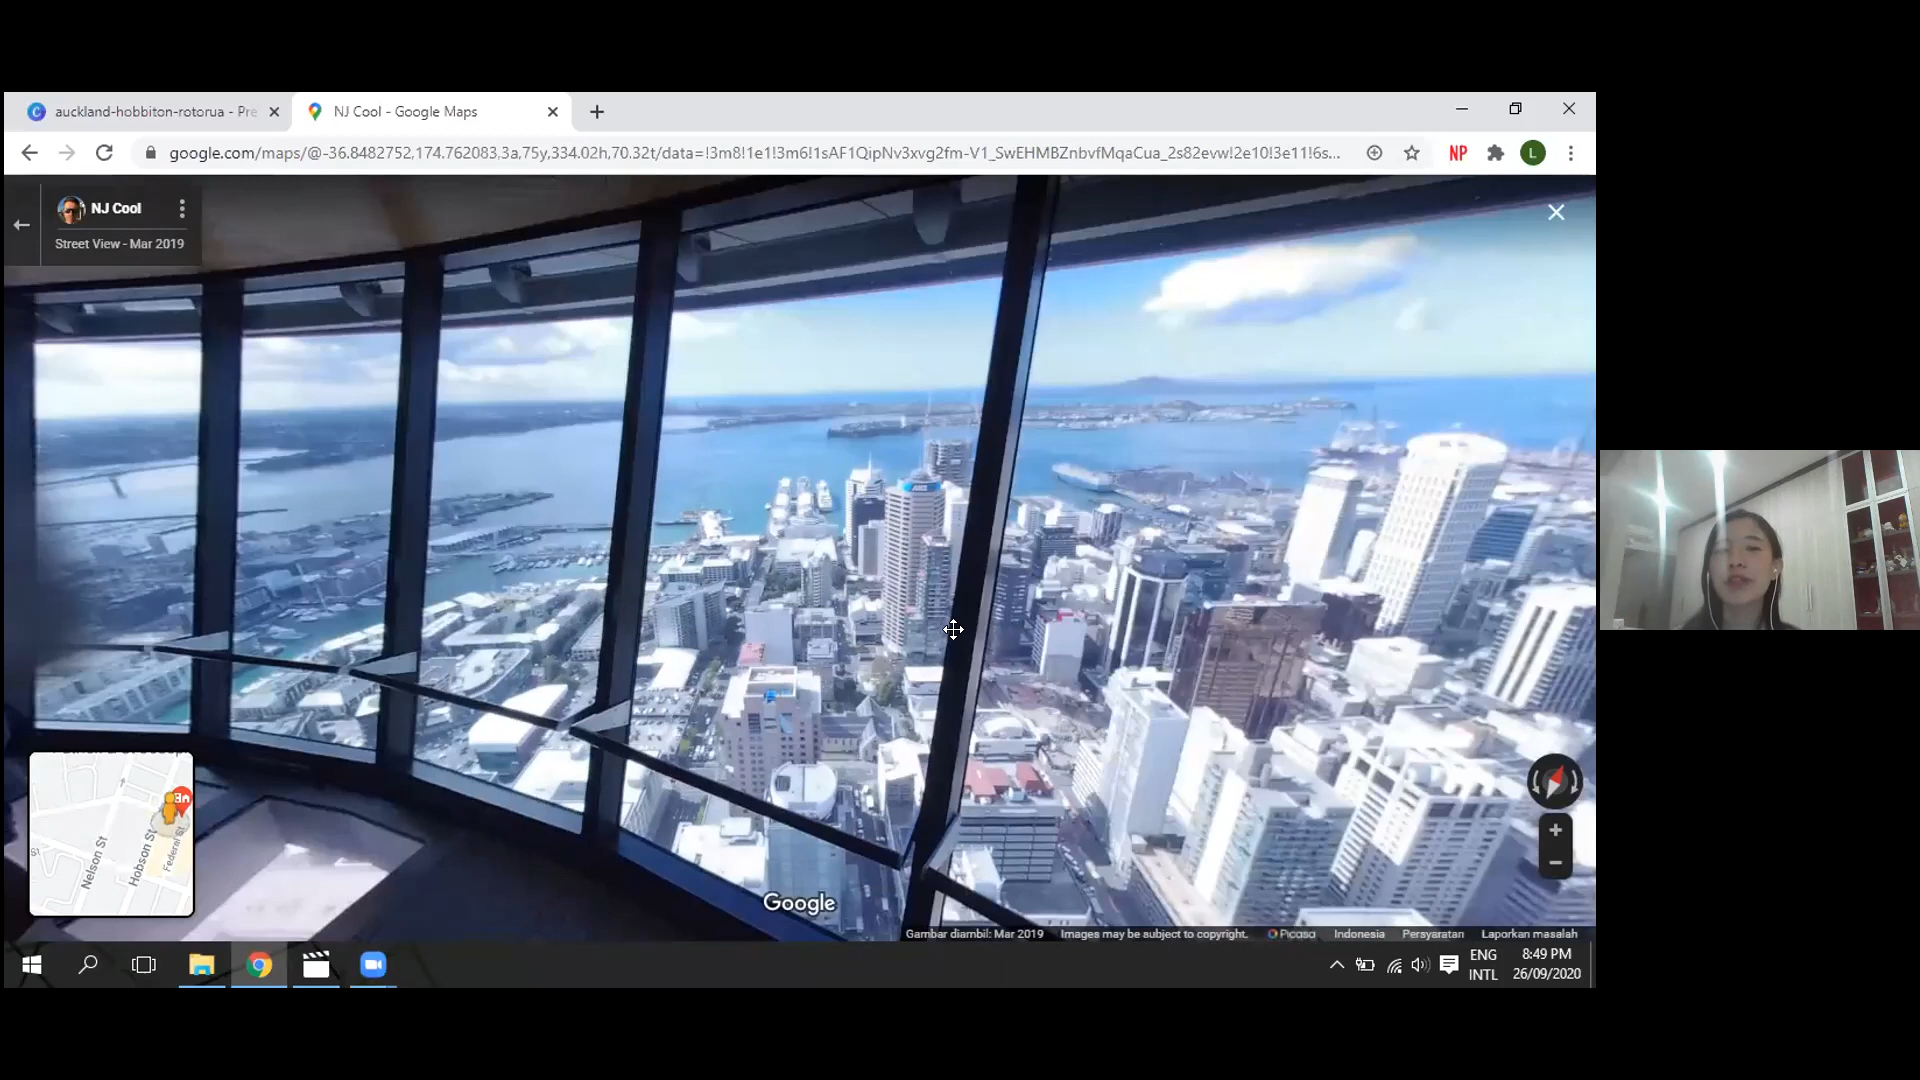 auckland-hobbiton-rotorua - Pre
NJ Cool - Google Maps
google.com/maps/@-36.8482752,174.762083,3a,75y,334.02h,70.32t/data=!3m8!1e1!3m6!1sAF1QipNv3xvg2fm-V1_SwEHMBZnbvfMqaCua_2s82evw!2e10!3e11!6s...
NP
L
NJ Cool
Street View - Mar 2019
ANZ
Nelson St
Hobson St
Federal St
Google
Gambar diambil: Mar 2019 Images may be subject to copyright. Picasa Indonesia Persyaratan Laporkan masalah
ENG
INTL
8:49 PM
26/09/2020